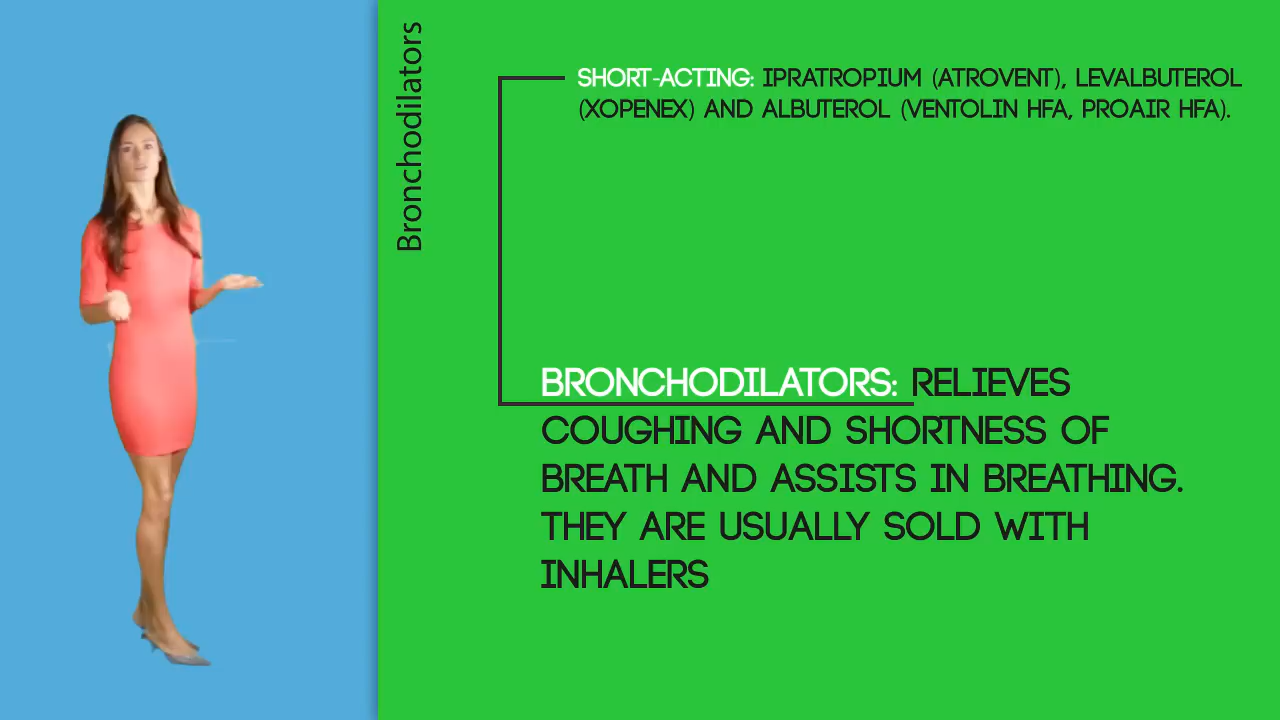 Bronchodilators
SHORT-ACTING: IPRATROPIUM (ATROVENT), LEVALBUTEROL
(XOPENEX) AND ALBUTEROL (VENTOLIN HFA, PROAIR HFA).
BRONCHODILATORS: RELIEVES
COUGHING AND SHORTNESS OF
BREATH AND ASSISTS IN BREATHING.
THEY ARE USUALLY SOLD WITH
INHALERS